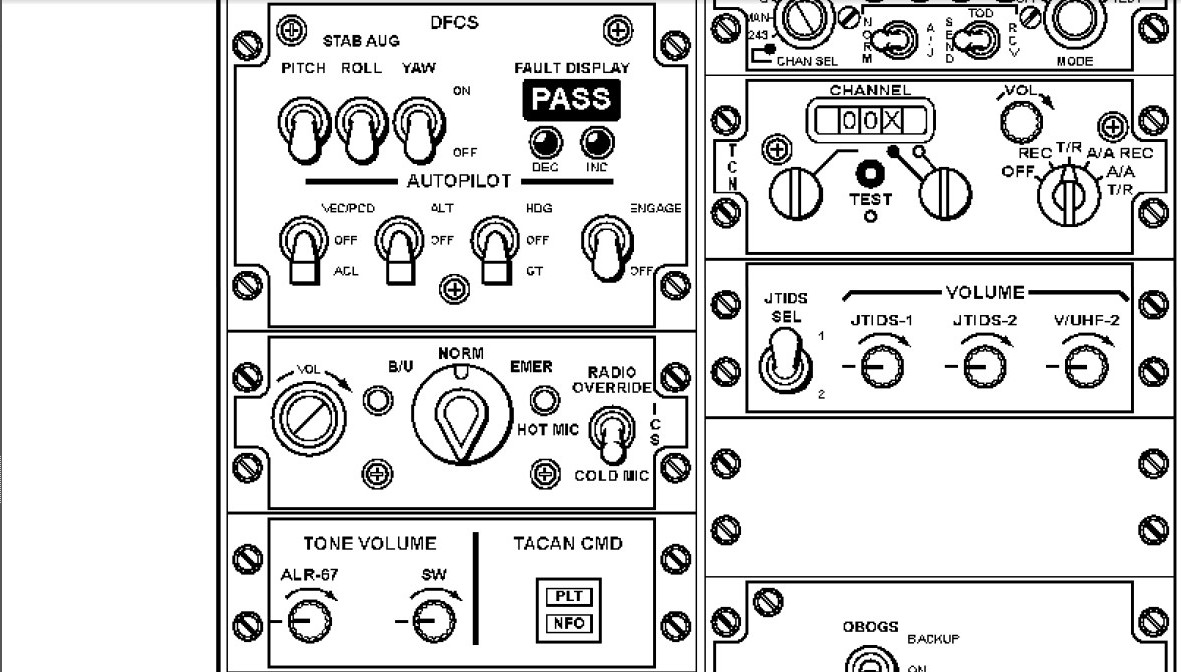 DFCS
STAB AUG
PITCH ROLL YAW
ON
OFF
FAULT DISPLAY
PASS
DEC INC
AUTOPILOT
VEC/PCD ALT HDG ENGAGE
OFF OFF OFF
ACL GT OFF
VOL
B/U NORM EMER
RADIO
OVERRIDE
HOT MIC
COLD MIC
ICS
TONE VOLUME
ALR-67 SW
TACAN CMD
PLT
NFO
MAN
243
CHAN SEL
NORM
A/J
TOD
SEND
RCV
MODE
TCN
CHANNEL
00X
TEST
VOL
OFF REC T/R A/A REC
A/A
T/R
JTIDS
SEL
1
2
VOLUME
JTIDS-1 JTIDS-2 V/UHF-2
OBOGS
BACKUP
ON